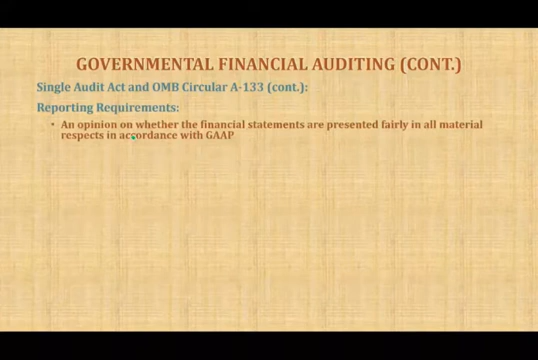 GOVERNMENTAL FINANCIAL AUDITING (CONT.)
Single Audit Act and OMB Circular A-133 (cont.):
Reporting Requirements:
• An opinion on whether the financial statements are presented fairly in all material
respects in accordance with GAAP